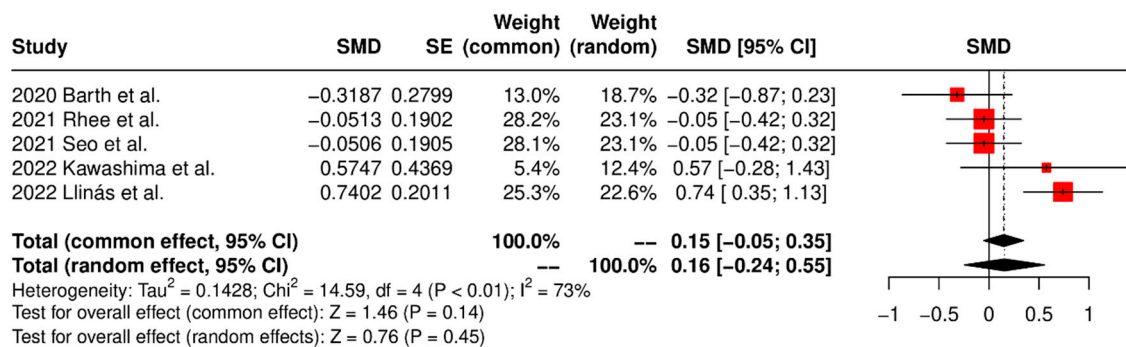 Weight Weight
Study SMD SE (common) (random) SMD [95% CI] SMD
2020 Barth et al. −0.3187 0.2799 13.0% 18.7% −0.32 [−0.87; 0.23]
2021 Rhee et al. −0.0513 0.1902 28.2% 23.1% −0.05 [−0.42; 0.32]
2021 Seo et al. −0.0506 0.1905 28.1% 23.1% −0.05 [−0.42; 0.32]
2022 Kawashima et al. 0.5747 0.4369 5.4% 12.4% 0.57 [−0.28; 1.43]
2022 Llinás et al. 0.7402 0.2011 25.3% 22.6% 0.74 [ 0.35; 1.13]
Total (common effect, 95% CI) 100.0% −− 0.15 [−0.05; 0.35]
Total (random effect, 95% CI) −− 100.0% 0.16 [−0.24; 0.55]
Heterogeneity: Tau² = 0.1428; Chi² = 14.59, df = 4 (P < 0.01); I² = 73%
Test for overall effect (common effect): Z = 1.46 (P = 0.14)
Test for overall effect (random effects): Z = 0.76 (P = 0.45)
−1 −0.5 0 0.5 1